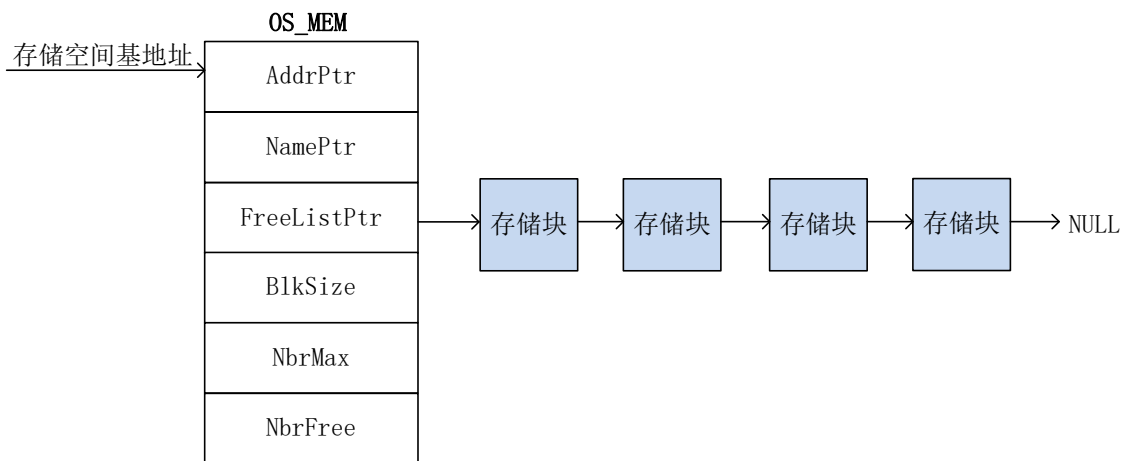 OS_MEM
存储空间基地址
AddrPtr
NamePtr
FreeListPtr
存储块
存储块
存储块
存储块
NULL
BlkSize
NbrMax
NbrFree